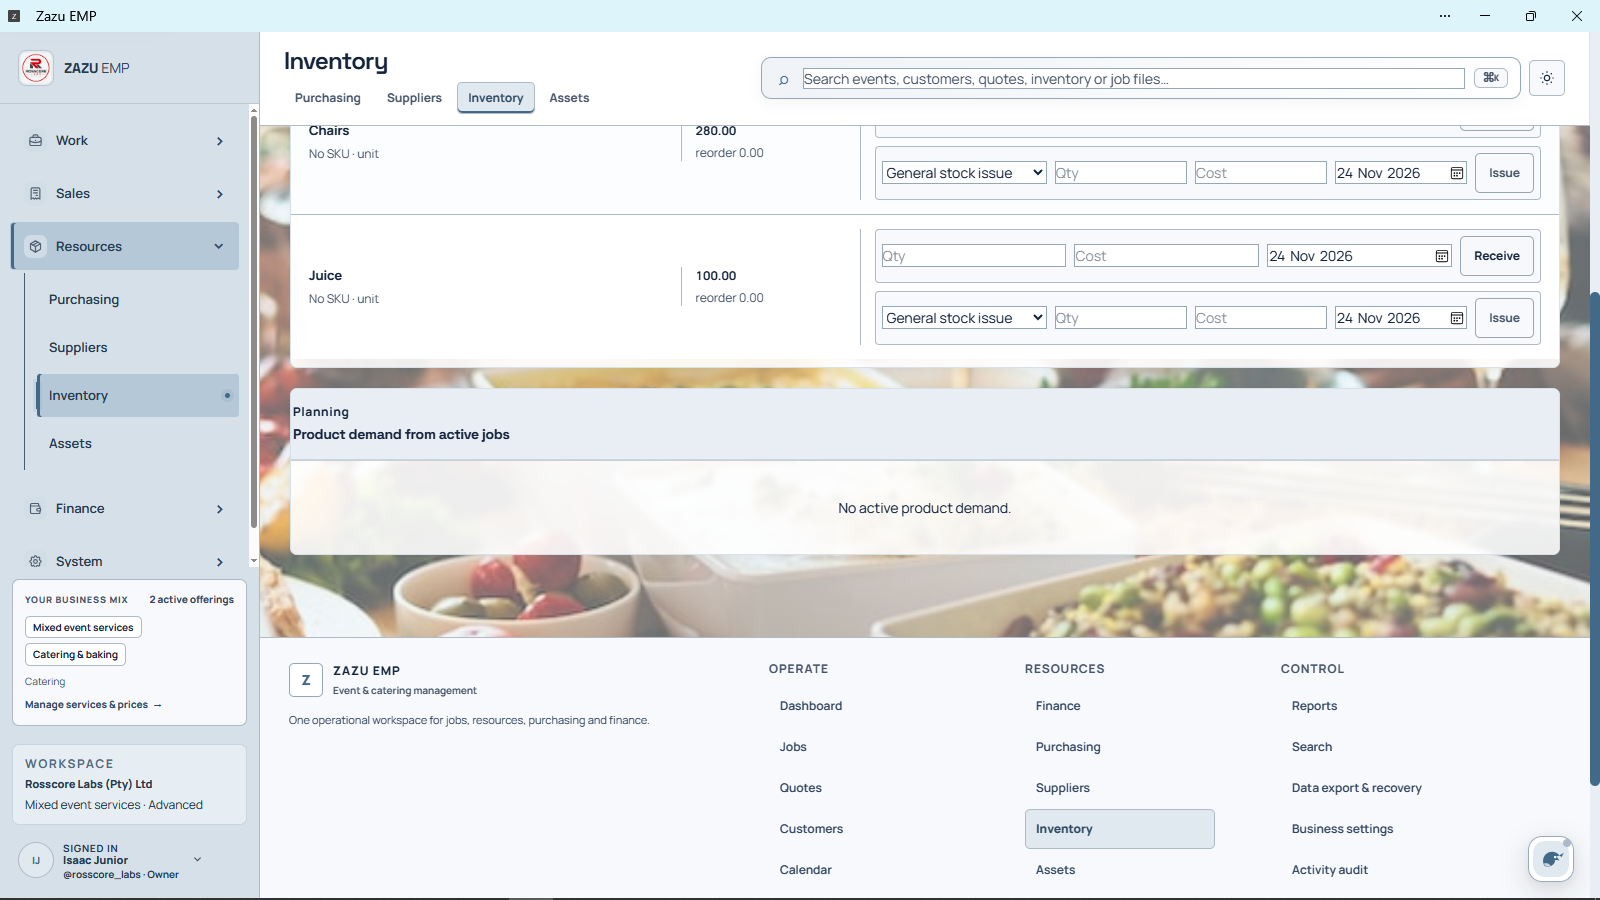 Z Zazu EMP
ROSSCORE
ZAZU EMP
Work
Sales
Resources
Purchasing
Suppliers
Inventory
Assets
Finance
System
YOUR BUSINESS MIX 2 active offerings
Mixed event services
Catering & baking
Catering
Manage services & prices →
WORKSPACE
Rosscore Labs (Pty) Ltd
Mixed event services · Advanced
IJ
SIGNED IN
Isaac Junior
@rosscore_labs · Owner
Inventory
Purchasing Suppliers Inventory Assets
Search events, customers, quotes, inventory or job files... ⌘K
Chairs
No SKU · unit
280.00
reorder 0.00
General stock issue Qty Cost 24 Nov 2026 Issue
Juice
No SKU · unit
100.00
reorder 0.00
Qty Cost 24 Nov 2026 Receive
General stock issue Qty Cost 24 Nov 2026 Issue
Planning
Product demand from active jobs
No active product demand.
Z
ZAZU EMP
Event & catering management
One operational workspace for jobs, resources, purchasing and finance.
OPERATE
Dashboard
Jobs
Quotes
Customers
Calendar
RESOURCES
Finance
Purchasing
Suppliers
Inventory
Assets
CONTROL
Reports
Search
Data export & recovery
Business settings
Activity audit